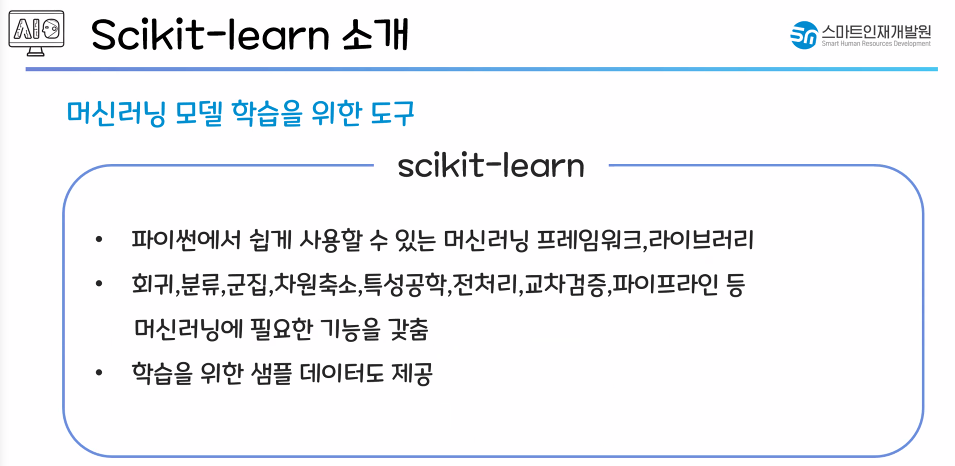 AI
Scikit-learn 소개
스마트인재개발원
Smart Human Resources Development
머신러닝 모델 학습을 위한 도구
scikit-learn
• 파이썬에서 쉽게 사용할 수 있는 머신러닝 프레임워크,라이브러리
• 회귀,분류,군집,차원축소,특성공학,전처리,교차검증,파이프라인 등
머신러닝에 필요한 기능을 갖춤
• 학습을 위한 샘플 데이터도 제공